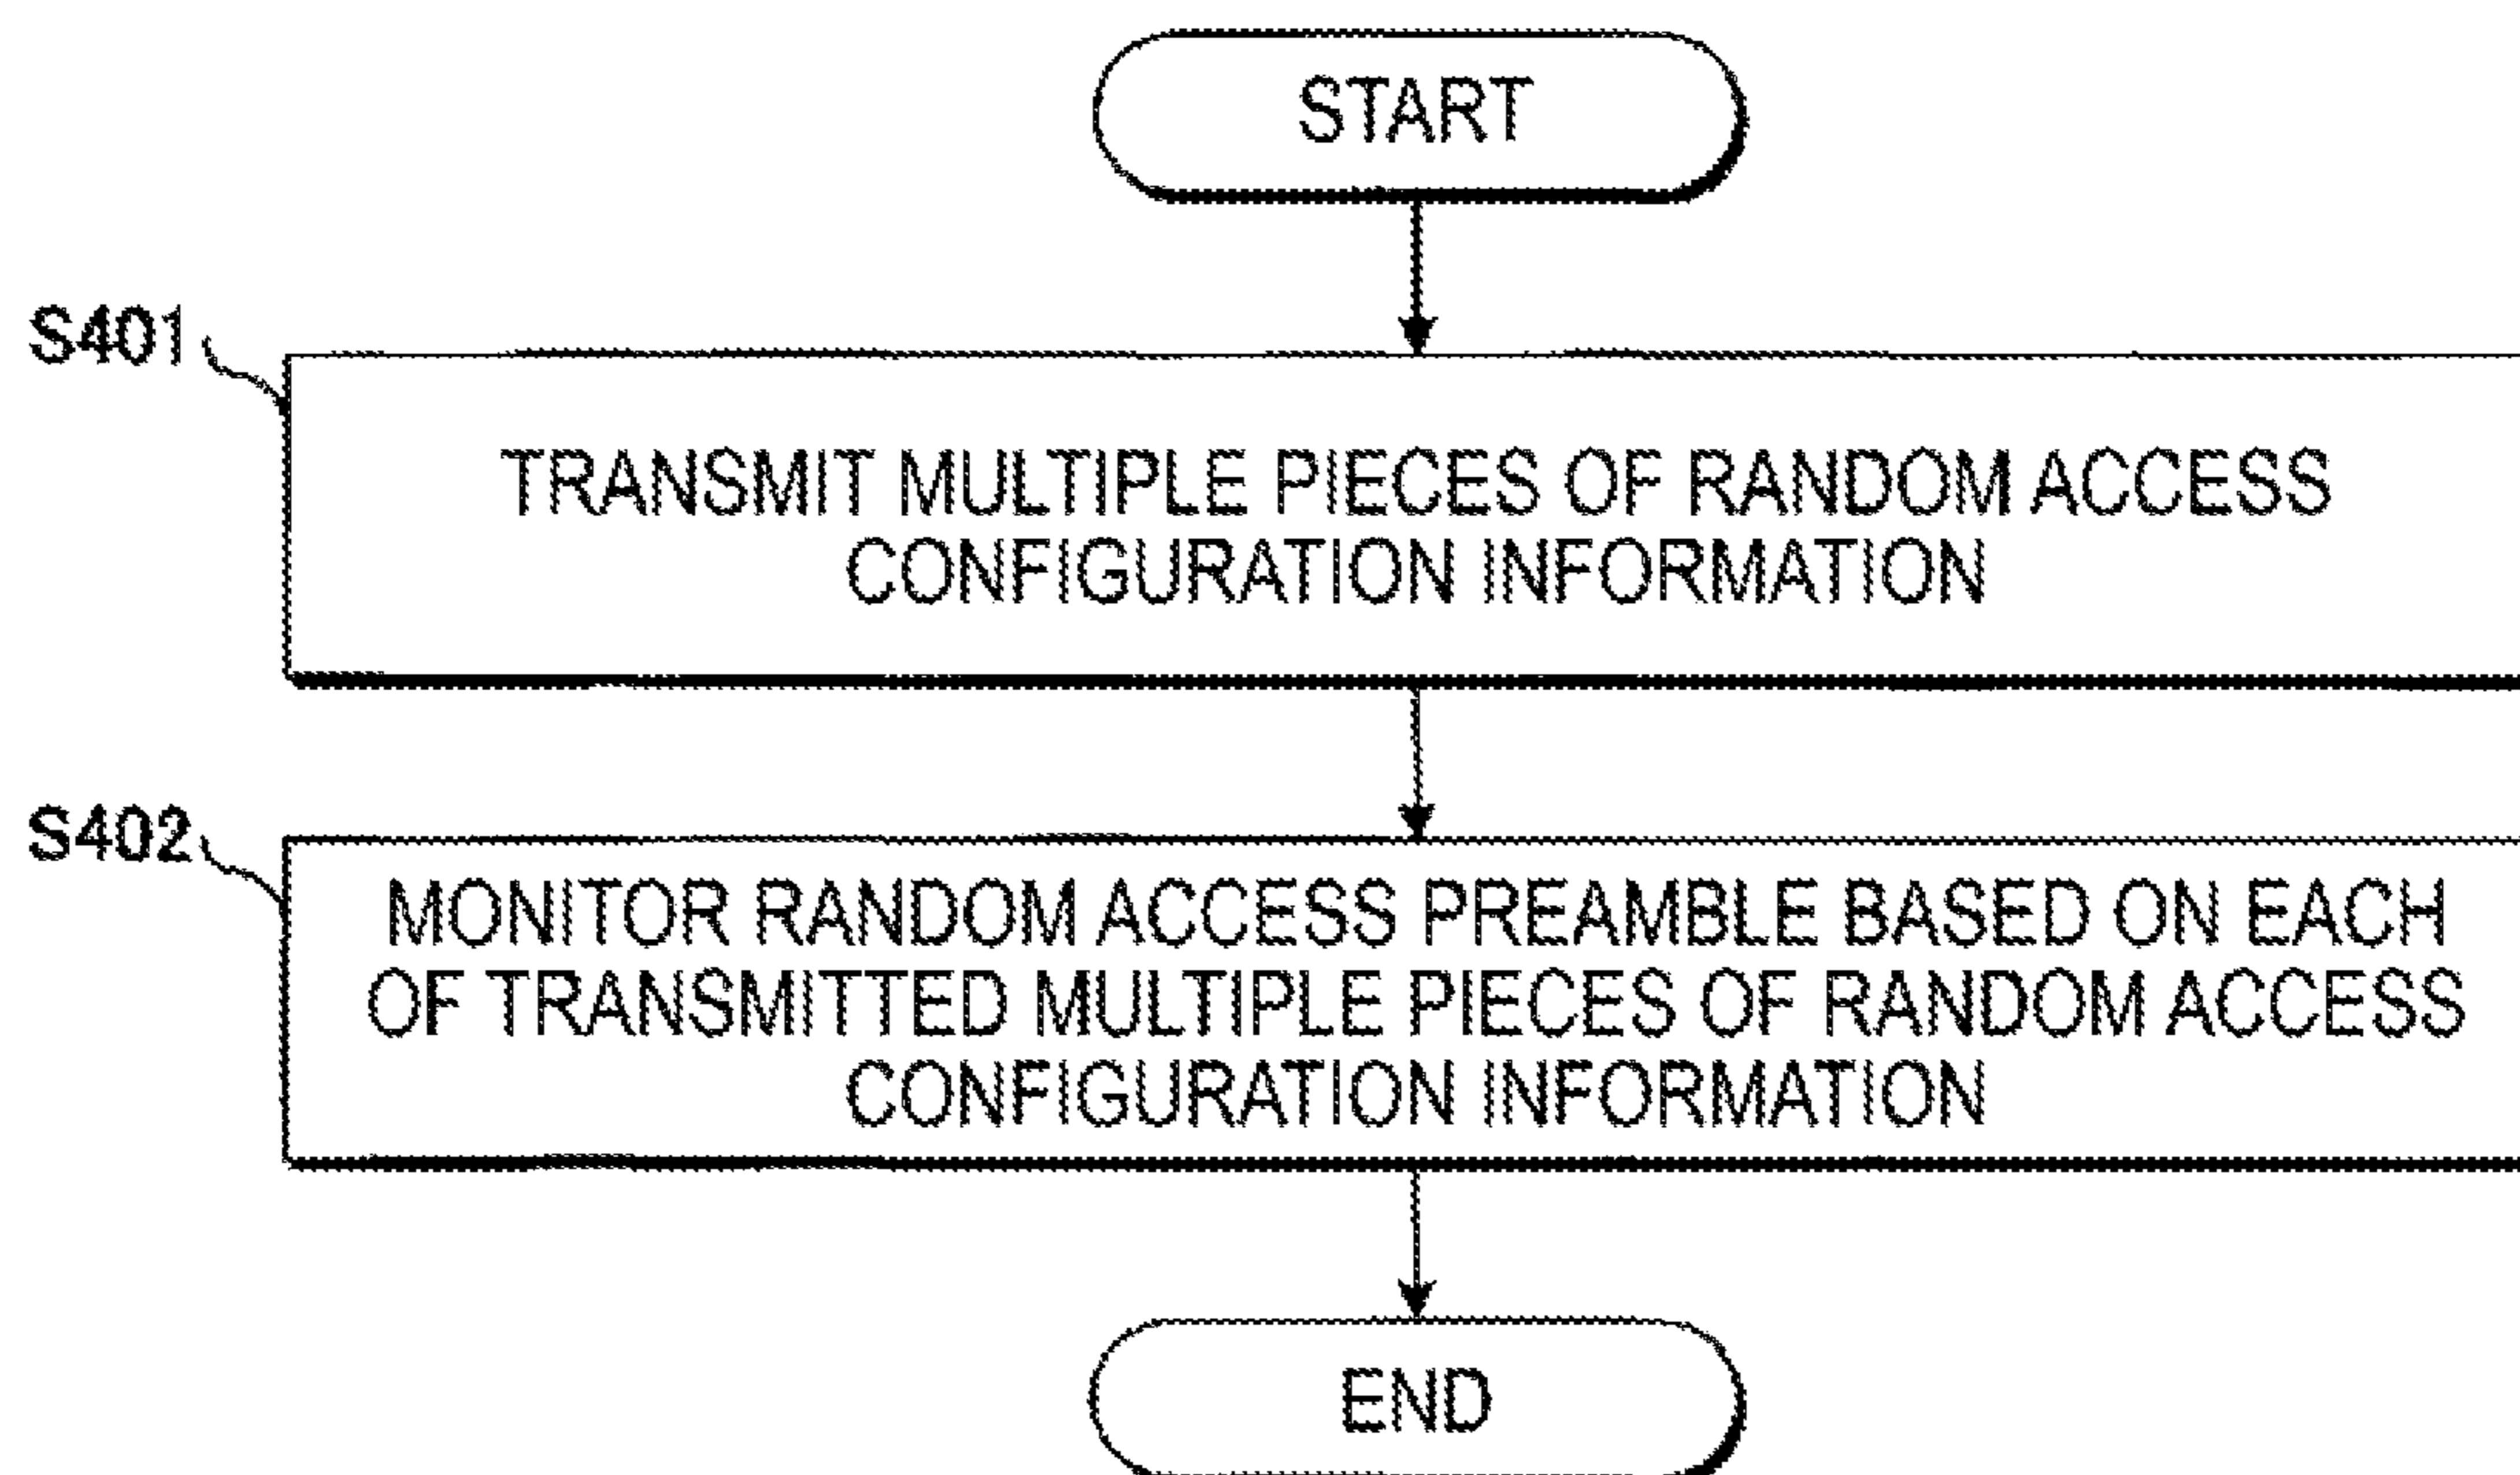 START
S401
TRANSMIT MULTIPLE PIECES OF RANDOM ACCESS
CONFIGURATION INFORMATION
S402
MONITOR RANDOM ACCESS PREAMBLE BASED ON EACH
OF TRANSMITTED MULTIPLE PIECES OF RANDOM ACCESS
CONFIGURATION INFORMATION
END